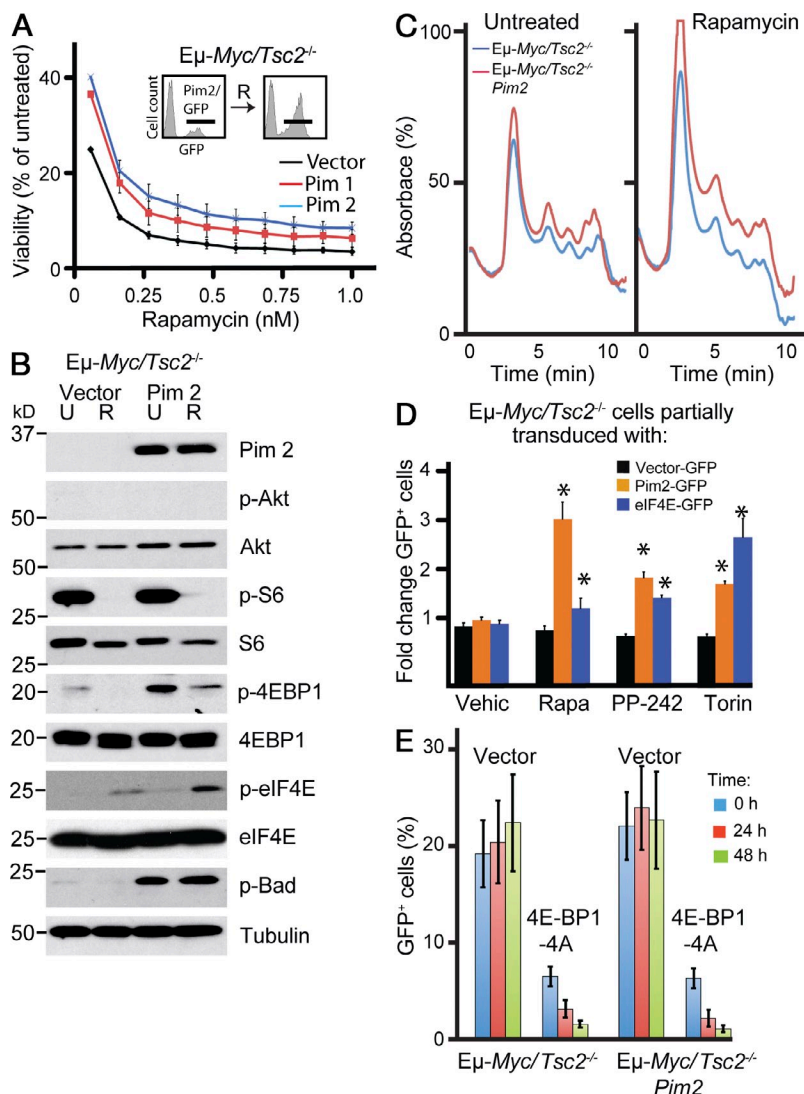 A
Eμ-Myc/Tsc2-/-
Viability (% of untreated)
40
20
0
Cell count
Pim2/
GFP
R
GFP
Vector
Pim 1
Pim 2
0 0.25 0.50 0.75 1.0
Rapamycin (nM)
B
Eμ-Myc/Tsc2-/-
Vector Pim 2
kD U R U R
37
Pim 2
p-Akt
50
Akt
50
p-S6
25
S6
25
20 p-4EBP1
20 4EBP1
25 p-eIF4E
25 eIF4E
25
p-Bad
50 Tubulin
C
Untreated Rapamycin
Eμ-Myc/Tsc2-/-
Eμ-Myc/Tsc2-/-
Pim2
Absorbace (%)
100
50
0
0 5 10 0 5 10
Time (min) Time (min)
D
Eμ-Myc/Tsc2-/- cells partially
transduced with:
Fold change GFP+ cells
4
3
2
1
Vector-GFP
Pim2-GFP
eIF4E-GFP
* * * * * *
Vehic Rapa PP-242 Torin
E
GFP+ cells (%)
30
20
10
0
Vector Vector
Time:
0 h
24 h
48 h
4E-BP1 4E-BP1
-4A -4A
Eμ-Myc/Tsc2-/- Eμ-Myc/Tsc2-/-
Pim2